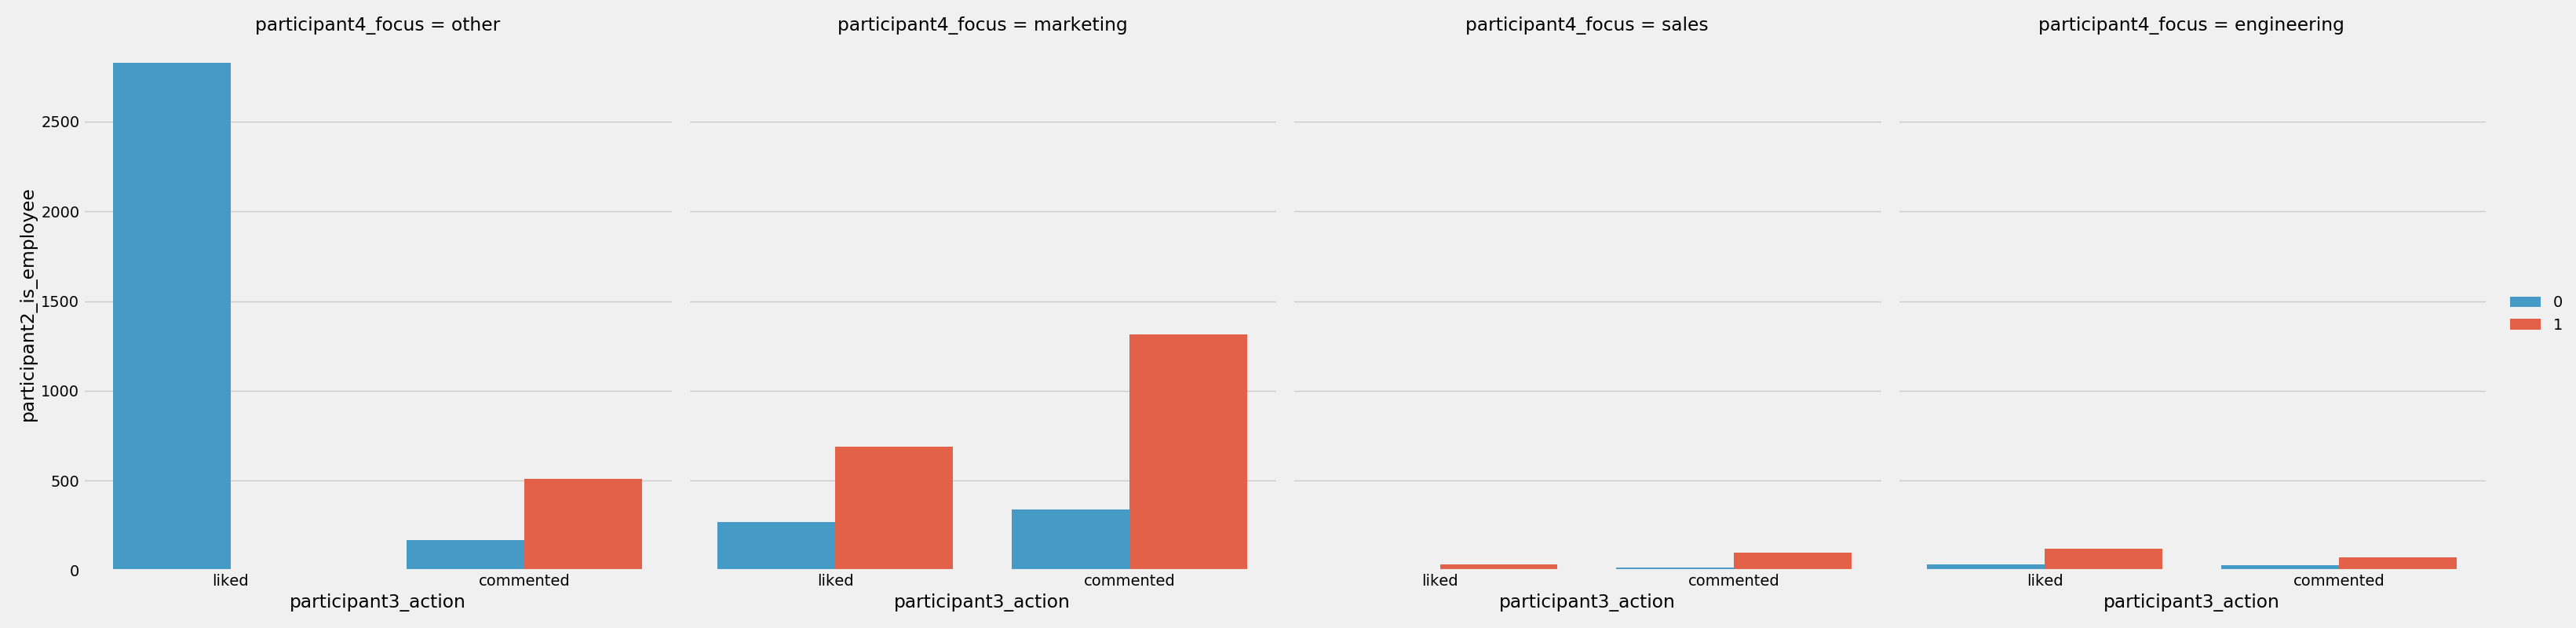 participant4_focus = other
participant4_focus = marketing
participant4_focus = sales
participant4_focus = engineering
participant2_is_employee
2500
2000
1500
1000
500
0
liked
commented
liked
commented
liked
commented
liked
commented
participant3_action
participant3_action
participant3_action
participant3_action
0
1